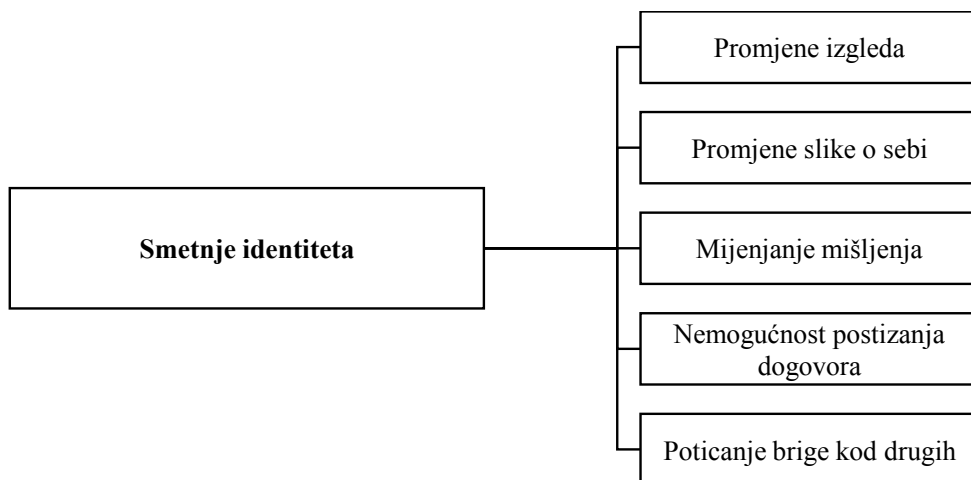 Smetnje identiteta
Promjene izgleda
Promjene slike o sebi
Mijenjanje mišljenja
Nemogućnost postizanja
dogovora
Poticanje brige kod drugih